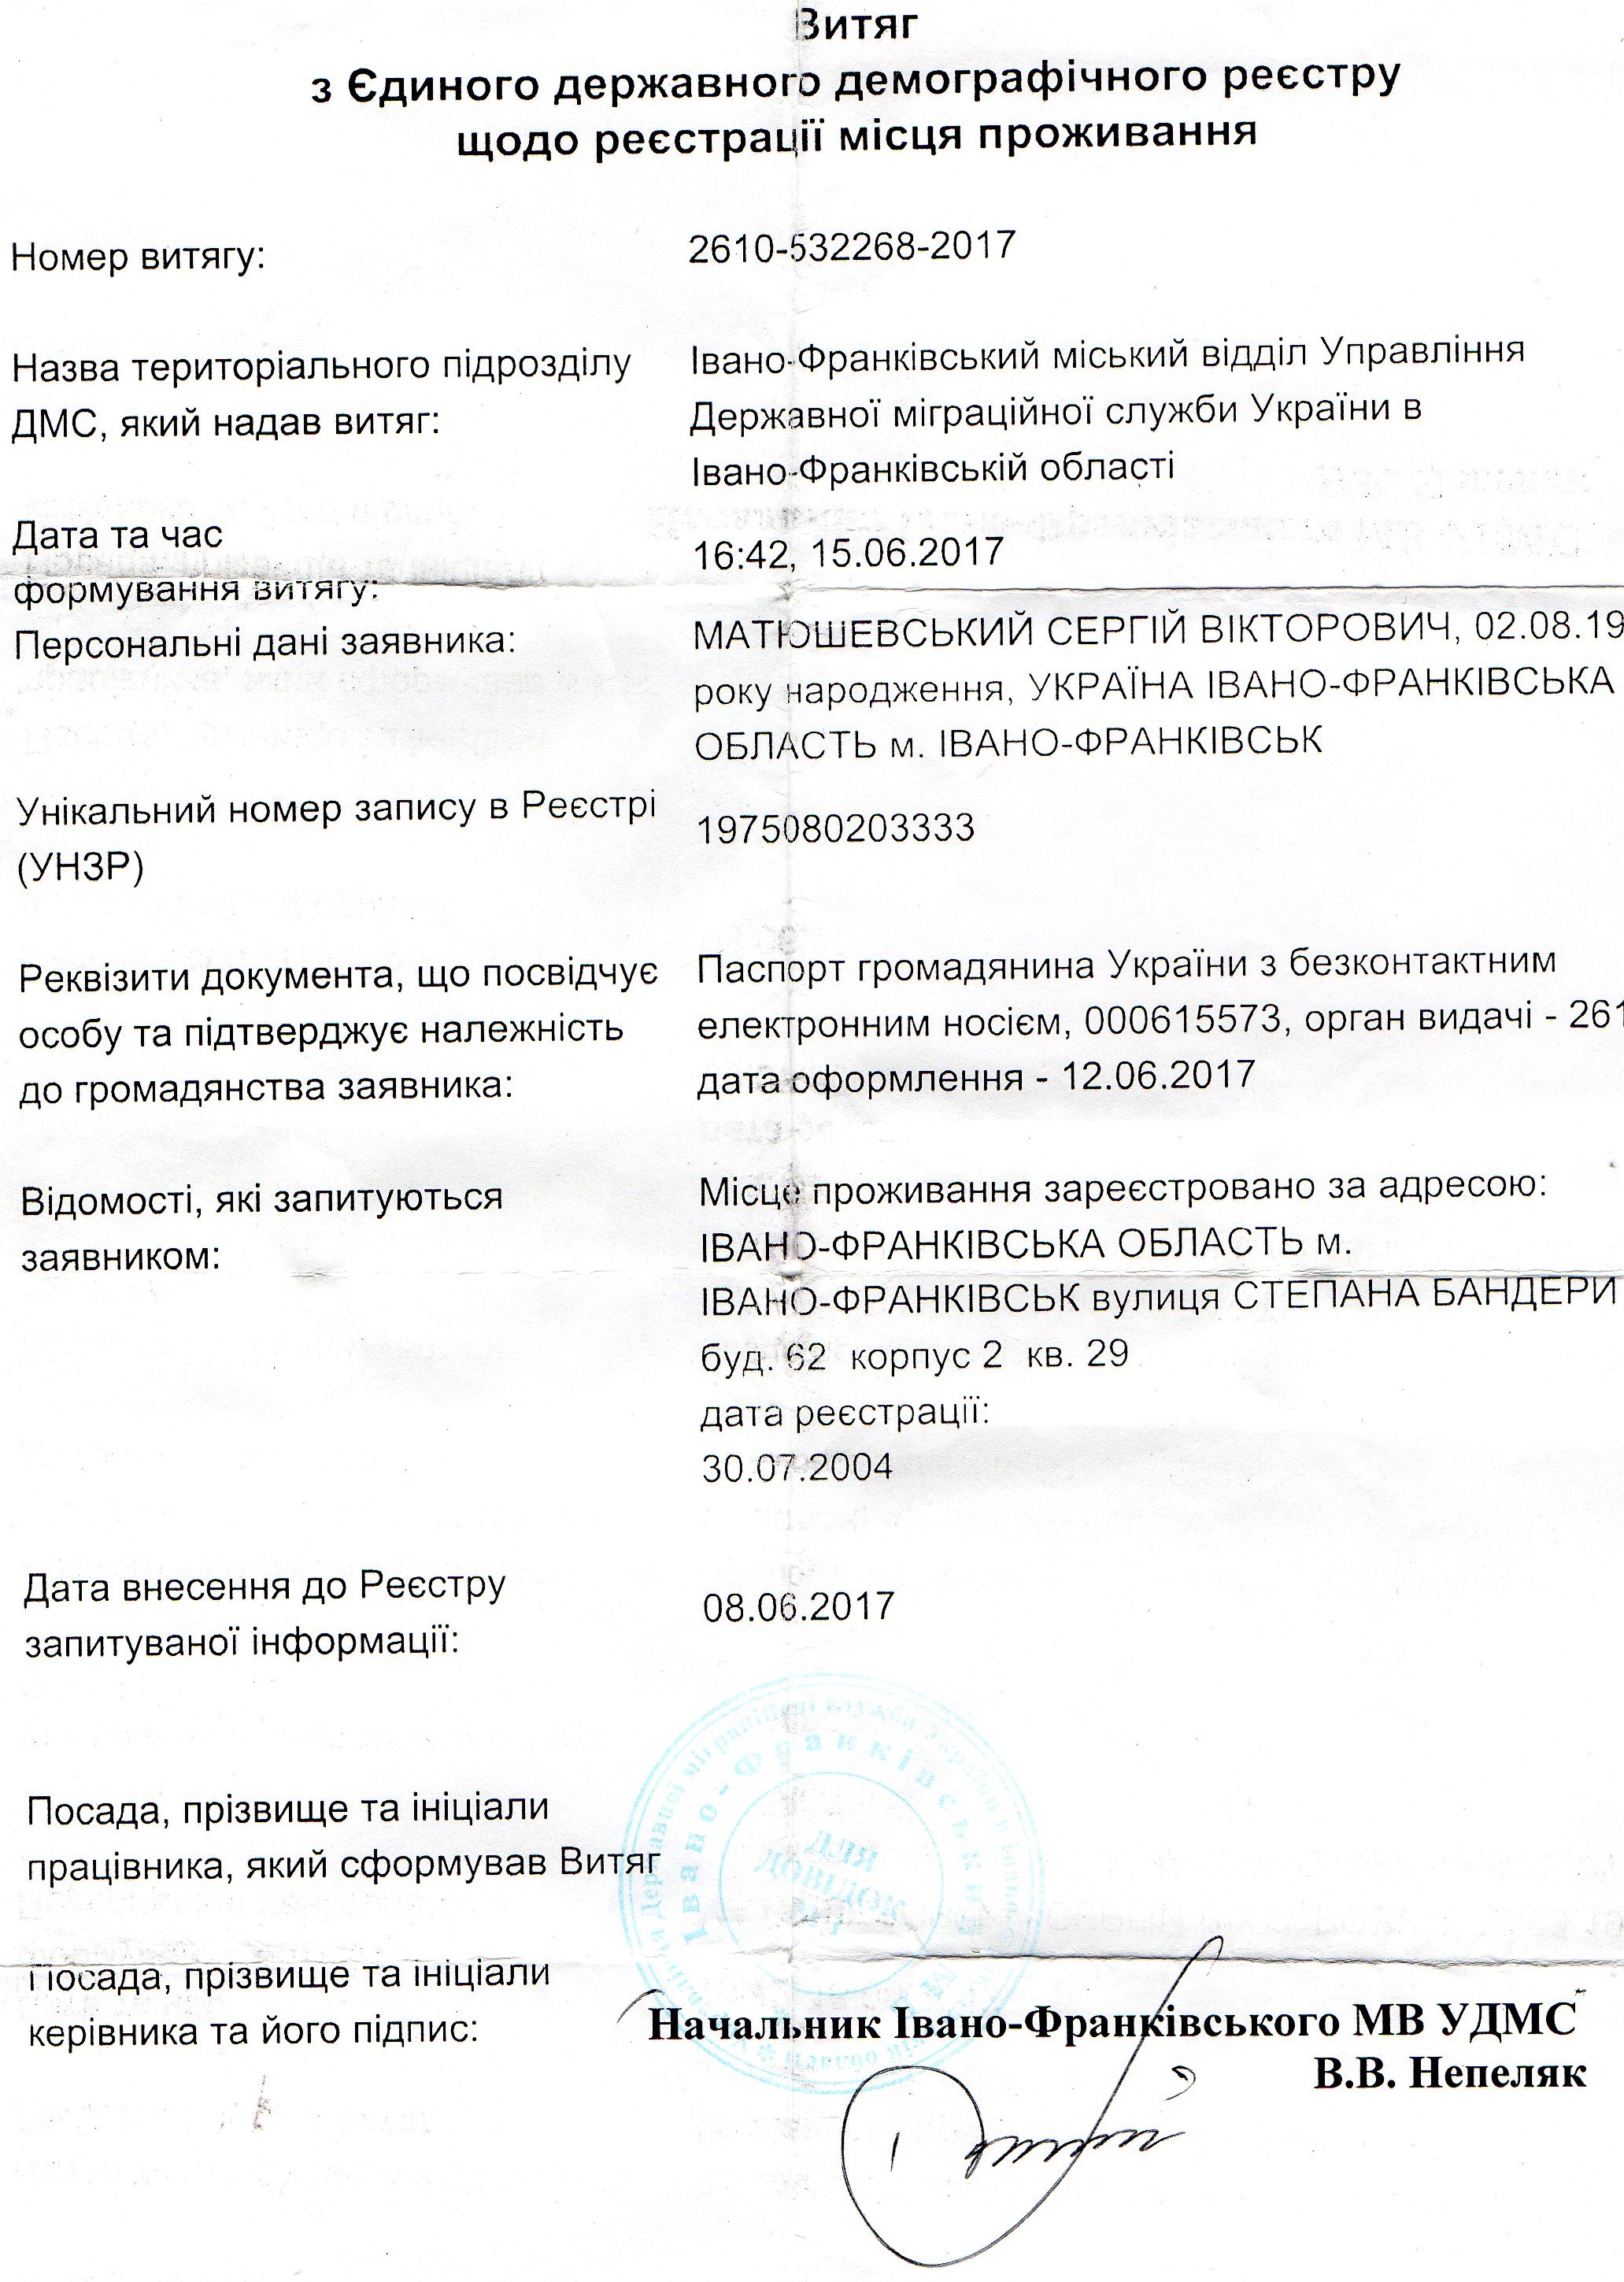 Витяг
з Єдиного державного демографічного реєстру
щодо реєстрації місця проживання
Номер витягу:
2610-532268-2017
Назва територіального підрозділу
ДМС, який надав витяг:
Івано-Франківський міський відділ Управління
Державної міграційної служби України в
Івано-Франківській області
Дата та час
формування витягу:
16:42, 15.06.2017
Персональні дані заявника:
МАТЮШЕВСЬКИЙ СЕРГІЙ ВІКТОРОВИЧ, 02.08.19
року народження, УКРАЇНА ІВАНО-ФРАНКІВСЬКА
ОБЛАСТЬ м. ІВАНО-ФРАНКІВСЬК
Унікальний номер запису в Реєстрі
(УНЗР)
1975080203333
Реквізити документа, що посвідчує
особу та підтверджує належність
до громадянства заявника:
Паспорт громадянина України з безконтактним
електронним носієм, 000615573, орган видачі - 261
дата оформлення - 12.06.2017
Відомості, які запитуються
заявником:
Місце проживання зареєстровано за адресою:
ІВАНО-ФРАНКІВСЬКА ОБЛАСТЬ м.
ІВАНО-ФРАНКІВСЬК вулиця СТЕПАНА БАНДЕРИ
буд. 62 корпус 2 кв. 29
дата реєстрації:
30.07.2004
Дата внесення до Реєстру
запитуваної інформації:
08.06.2017
Посада, прізвище та ініціали
працівника, який сформував Витяг
Державної міграційної служби України в
Івано-Франківський
ДЛЯ
ДОВІДОК
Посада, прізвище та ініціали
керівника та його підпис:
Начальник Івано-Франківського МВ УДМС
В.В. Непеляк